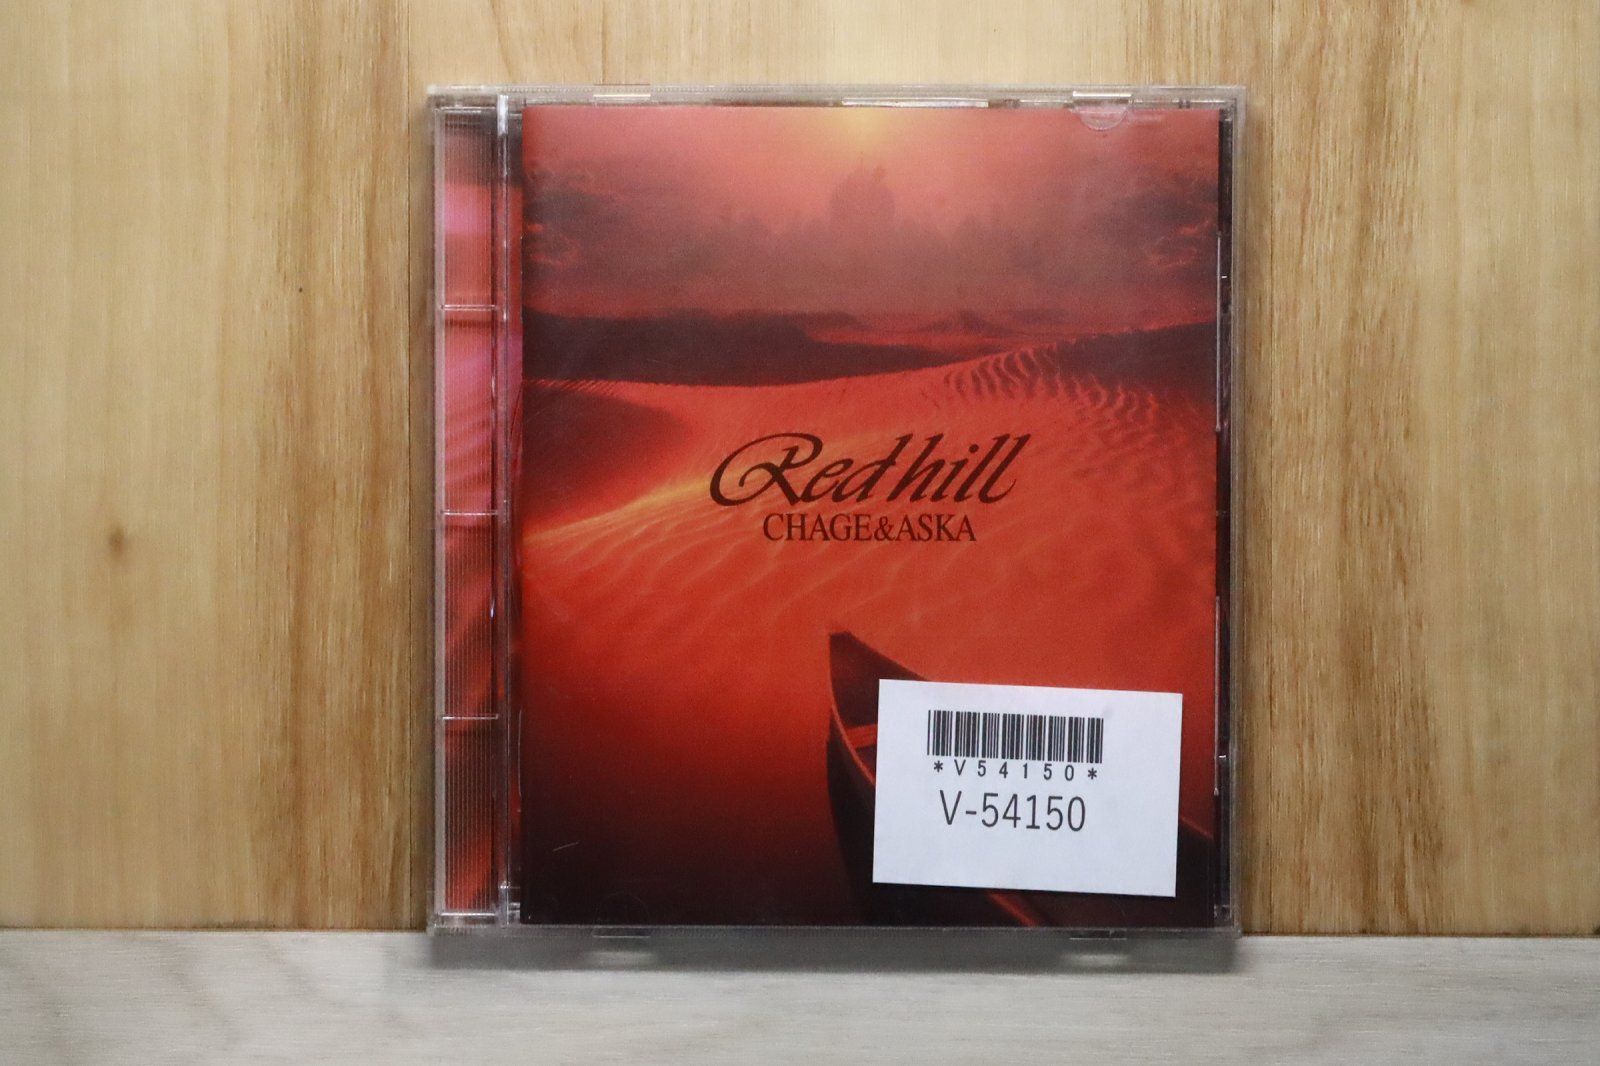 Red hill
CHAGE&ASKA
*V54150*
V-54150